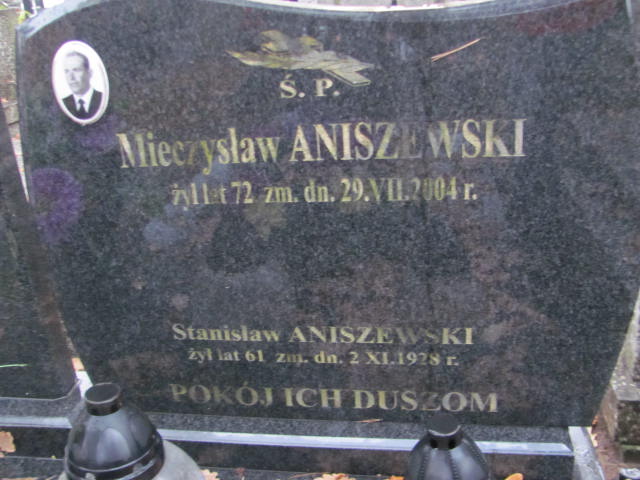 Ś. P.
Mieczysław ANISZEWSKI
żył lat 72 zm. dn. 29.VII.2004 r.
Stanisław ANISZEWSKI
żył lat 61 zm. dn. 2 XI.1928 r.
POKÓJ ICH DUSZOM